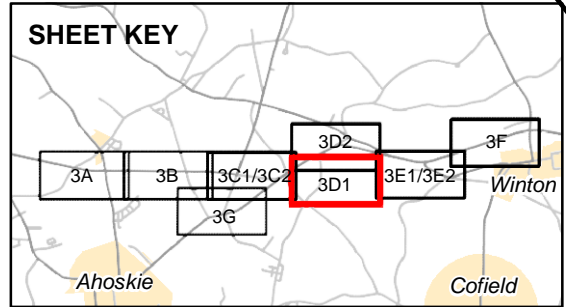 SHEET KEY
3D2
3F
3A
3B
3C1/3C2
3D1
3E1/3E2
Winton
3G
Ahoskie
Cofield